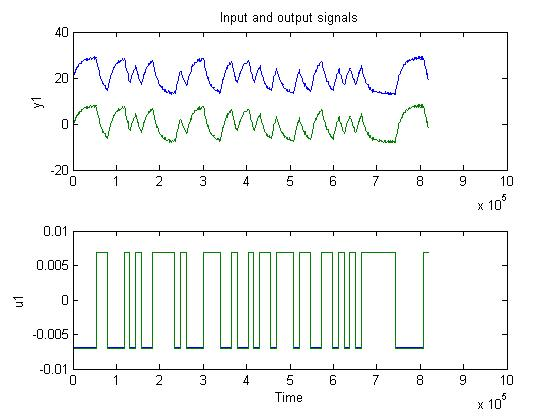 Input and output signals
40
20
0
-20
y1
0 1 2 3 4 5 6 7 8 9 10
x 10^5
0.01
0.005
0
-0.005
-0.01
u1
0 1 2 3 4 5 6 7 8 9 10
Time
x 10^5